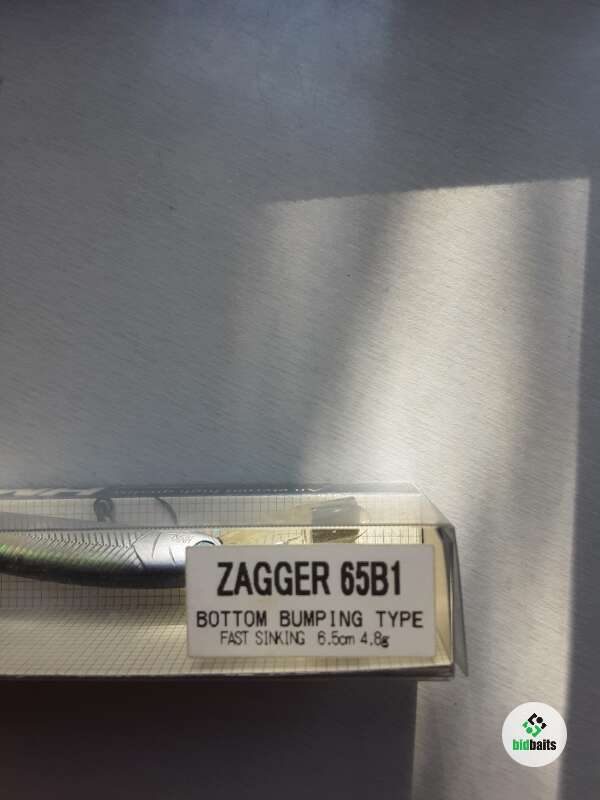 ZAGGER 65B1
BOTTOM BUMPING TYPE
FAST SINKING 6.5cm 4.8g
bidbaits